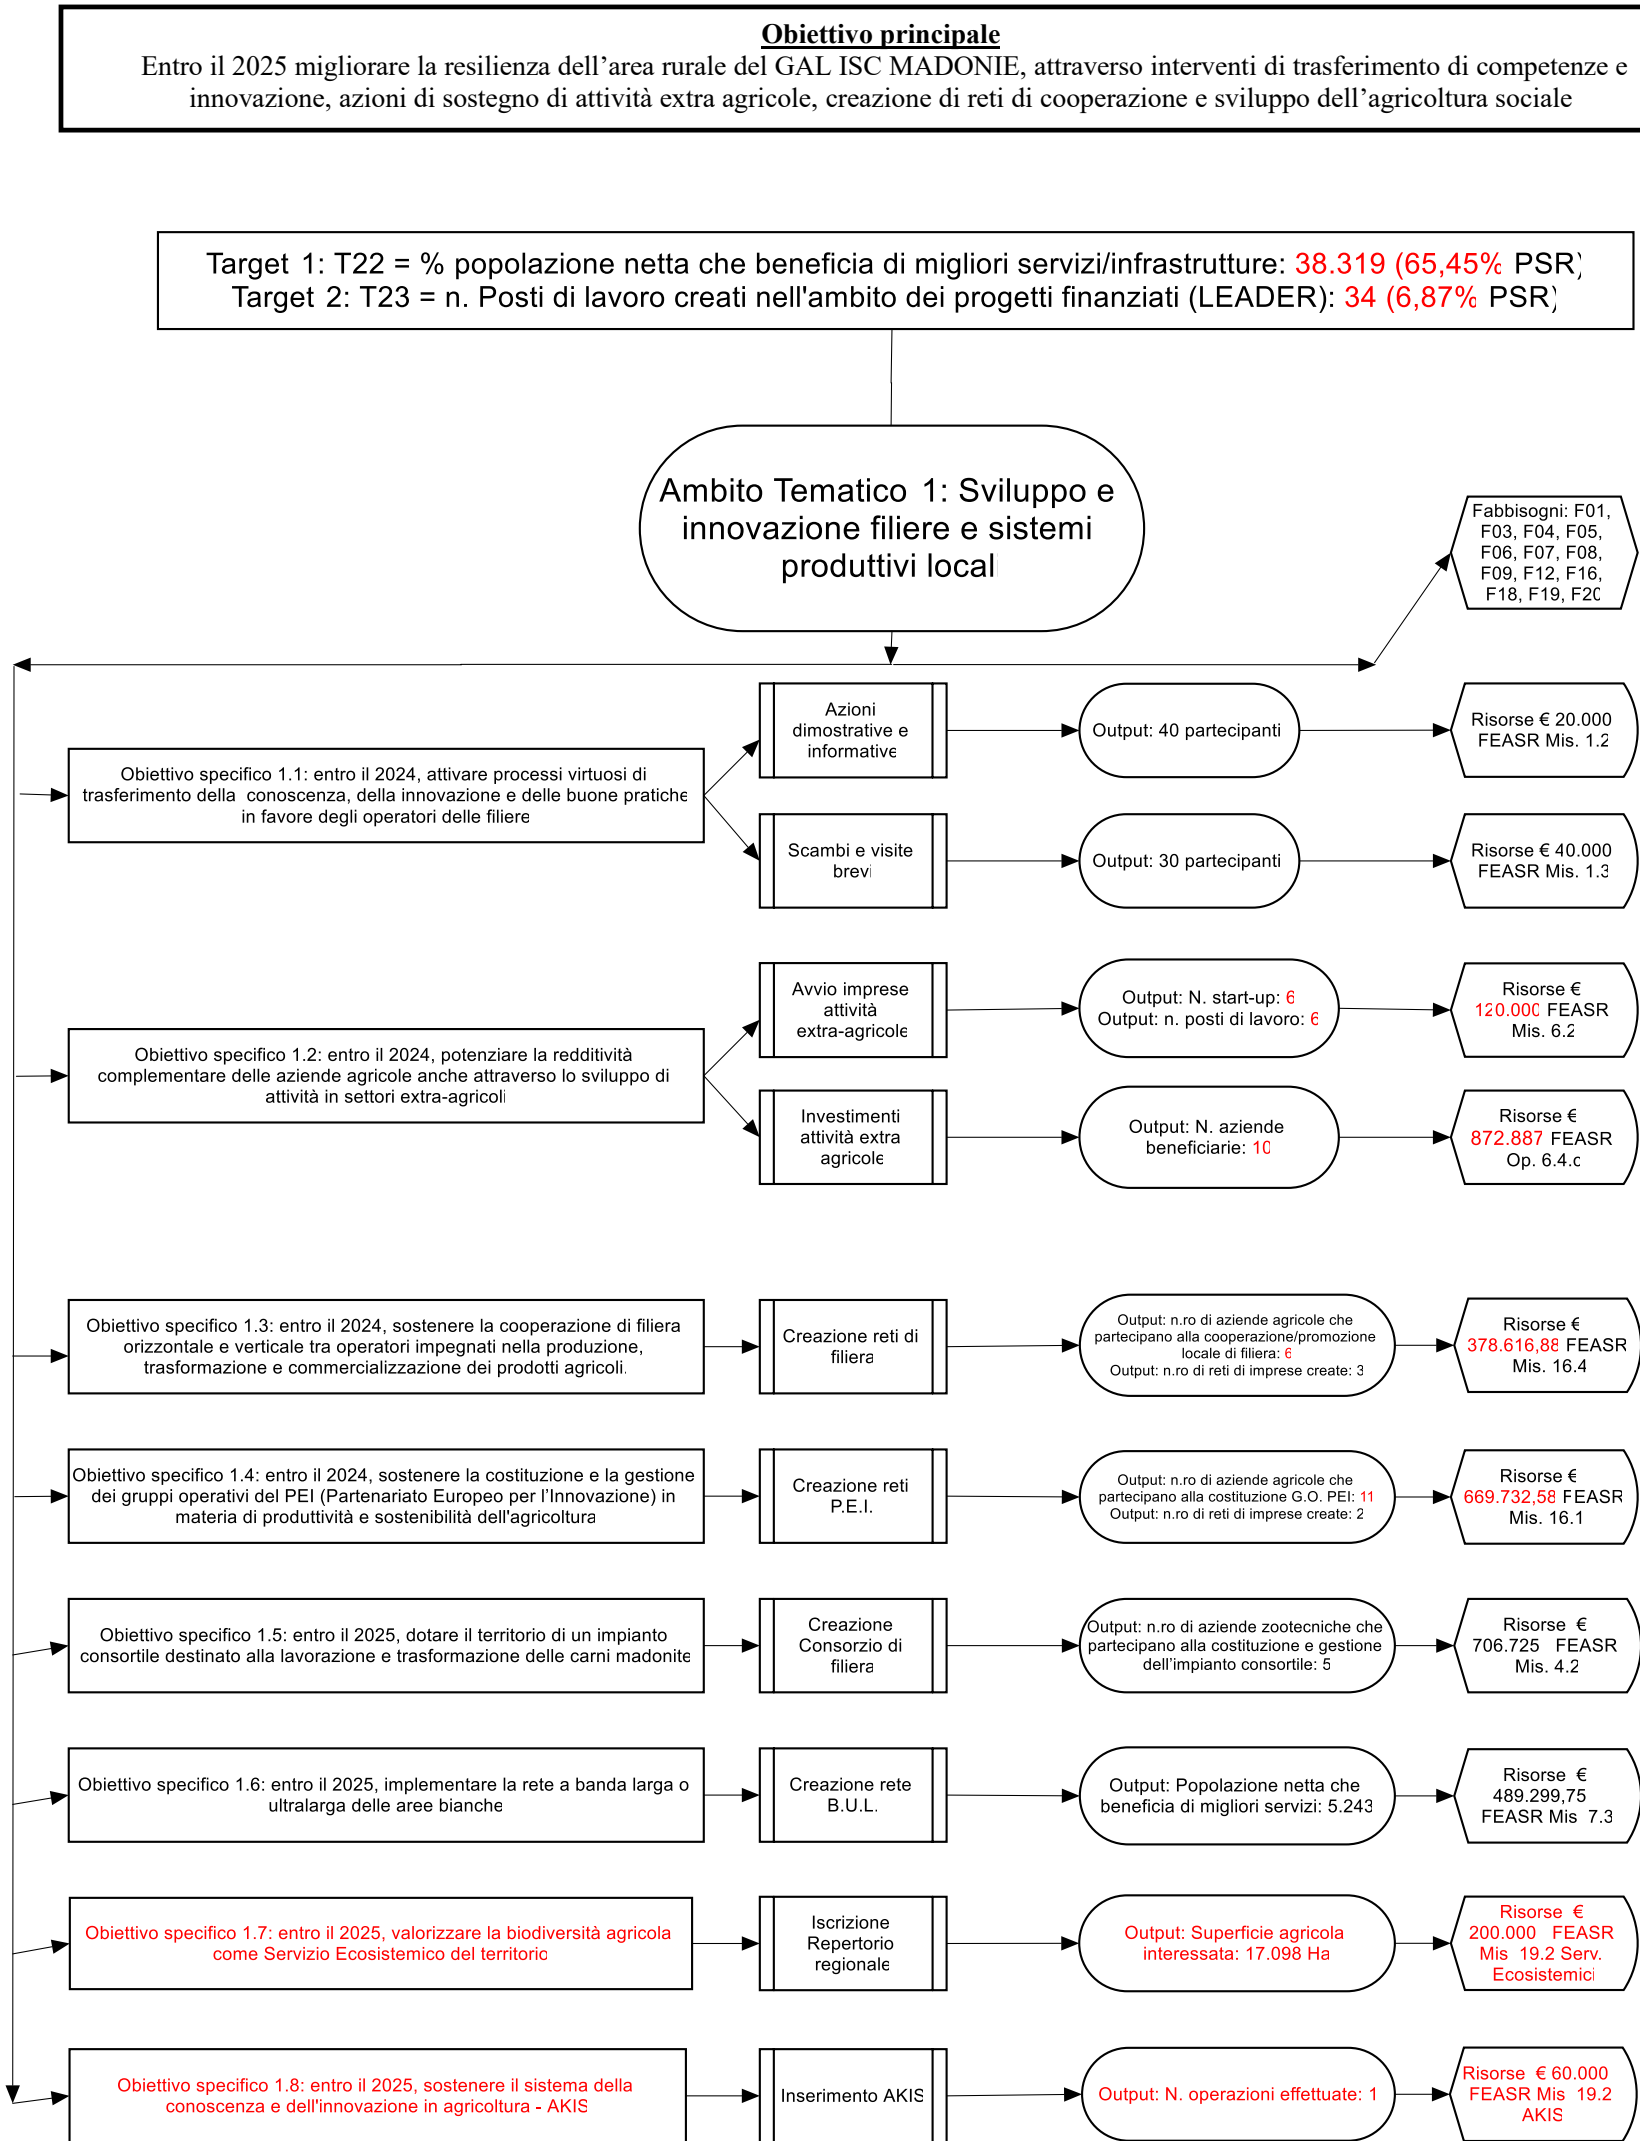 Obiettivo principale
Entro il 2025 migliorare la resilienza dell'area rurale del GAL ISC MADONIE, attraverso interventi di trasferimento di competenze e
innovazione, azioni di sostegno di attività extra agricole, creazione di reti di cooperazione e sviluppo dell'agricoltura sociale
Target 1: T22 = % popolazione netta che beneficia di migliori servizi/infrastrutture: 38.319 (65,45% PSR)
Target 2: T23 = n. Posti di lavoro creati nell'ambito dei progetti finanziati (LEADER): 34 (6,87% PSR)
Ambito Tematico 1: Sviluppo e
innovazione filiere e sistemi
produttivi locali
Fabbisogni: F01,
F03, F04, F05,
F06, F07, F08,
F09, F12, F16,
F18, F19, F20
Obiettivo specifico 1.1: entro il 2024, attivare processi virtuosi di
trasferimento della conoscenza, della innovazione e delle buone pratiche
in favore degli operatori delle filiere
Azioni
dimostrative e
informative
Output: 40 partecipanti
Risorse € 20.000
FEASR Mis. 1.2
Scambi e visite
brevi
Output: 30 partecipanti
Risorse € 40.000
FEASR Mis. 1.3
Obiettivo specifico 1.2: entro il 2024, potenziare la redditività
complementare delle aziende agricole anche attraverso lo sviluppo di
attività in settori extra-agricoli
Avvio imprese
attività
extra-agricole
Output: N. start-up: 6
Output: n. posti di lavoro: 6
Risorse €
120.000 FEASR
Mis. 6.2
Investimenti
attività extra
agricole
Output: N. aziende
beneficiarie: 10
Risorse €
872.887 FEASR
Op. 6.4.c
Obiettivo specifico 1.3: entro il 2024, sostenere la cooperazione di filiera
orizzontale e verticale tra operatori impegnati nella produzione,
trasformazione e commercializzazione dei prodotti agricoli.
Creazione reti di
filiera
Output: n.ro di aziende agricole che
partecipano alla cooperazione/promozione
locale di filiera: 6
Output: n.ro di reti di imprese create: 3
Risorse €
378.616,88 FEASR
Mis. 16.4
Obiettivo specifico 1.4: entro il 2024, sostenere la costituzione e la gestione
dei gruppi operativi del PEI (Partenariato Europeo per l'Innovazione) in
materia di produttività e sostenibilità dell'agricoltura
Creazione reti
P.E.I.
Output: n.ro di aziende agricole che
partecipano alla costituzione G.O. PEI: 11
Output: n.ro di reti di imprese create: 2
Risorse €
669.732,58 FEASR
Mis. 16.1
Obiettivo specifico 1.5: entro il 2025, dotare il territorio di un impianto
consortile destinato alla lavorazione e trasformazione delle carni madonite
Creazione
Consorzio di
filiera
Output: n.ro di aziende zootecniche che
partecipano alla costituzione e gestione
dell'impianto consortile: 5
Risorse €
706.725 FEASR
Mis. 4.2
Obiettivo specifico 1.6: entro il 2025, implementare la rete a banda larga o
ultralarga delle aree bianche
Creazione rete
B.U.L.
Output: Popolazione netta che
beneficia di migliori servizi: 5.243
Risorse €
489.299,75
FEASR Mis 7.3
Obiettivo specifico 1.7: entro il 2025, valorizzare la biodiversità agricola
come Servizio Ecosistemico del territorio
Iscrizione
Repertorio
regionale
Output: Superficie agricola
interessata: 17.098 Ha
Risorse €
200.000 FEASR
Mis 19.2 Serv.
Ecosistemici
Obiettivo specifico 1.8: entro il 2025, sostenere il sistema della
conoscenza e dell'innovazione in agricoltura - AKIS
Inserimento AKIS
Output: N. operazioni effettuate: 1
Risorse € 60.000
FEASR Mis 19.2
AKIS